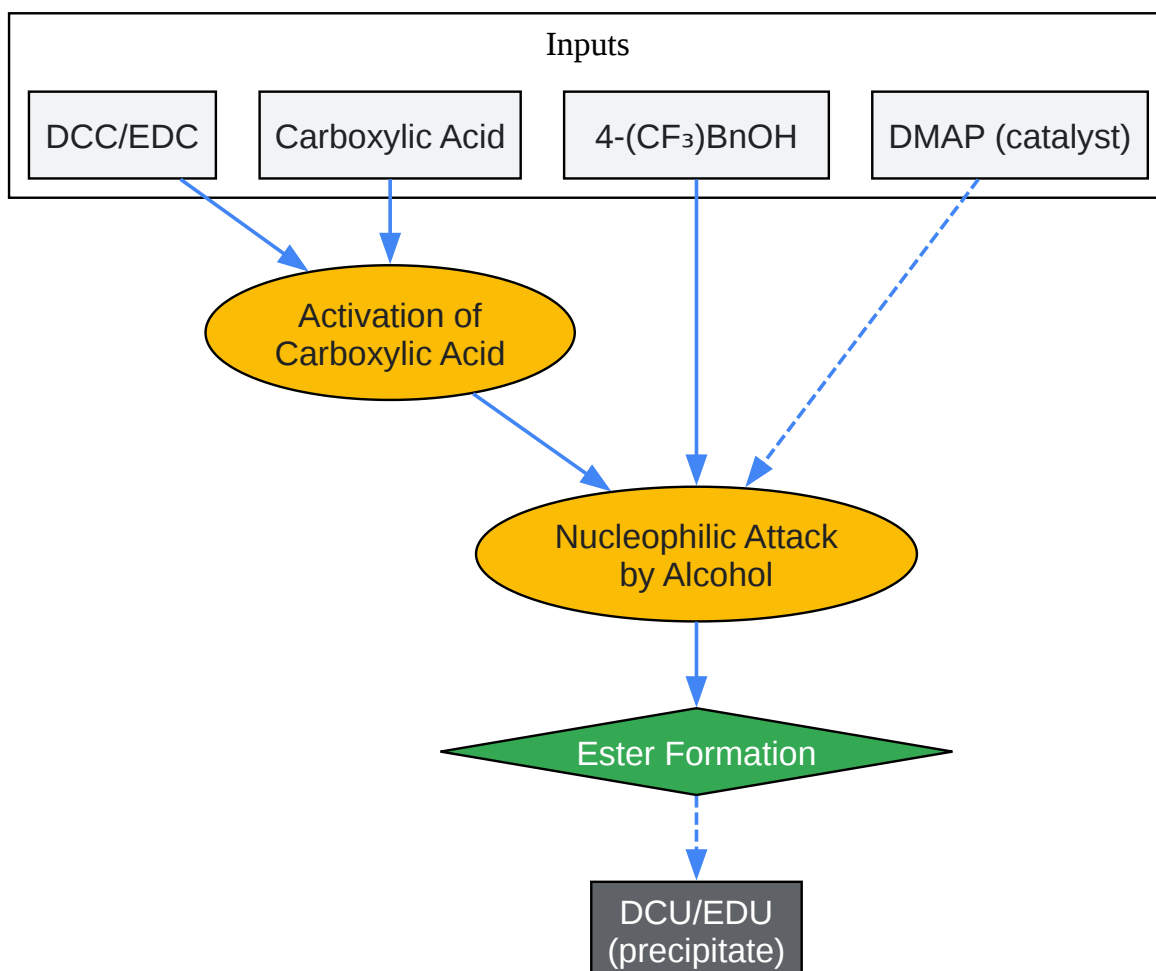 Inputs
DCC/EDC
Carboxylic Acid
4-(CF₃)BnOH
DMAP (catalyst)
Activation of
Carboxylic Acid
Nucleophilic Attack
by Alcohol
Ester Formation
DCU/EDU
(precipitate)